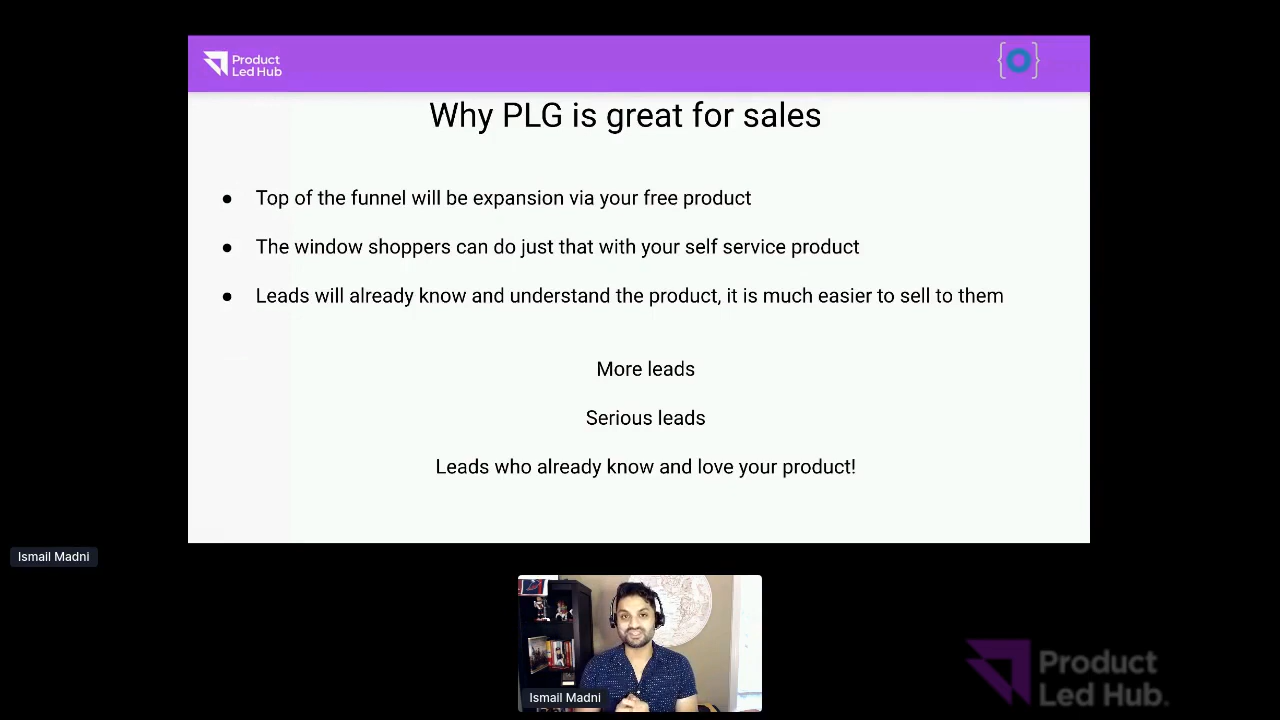 Product
Led Hub
Why PLG is great for sales
● Top of the funnel will be expansion via your free product
● The window shoppers can do just that with your self service product
● Leads will already know and understand the product, it is much easier to sell to them
More leads
Serious leads
Leads who already know and love your product!
Ismail Madni
Ismail Madni
Product
Led Hub.